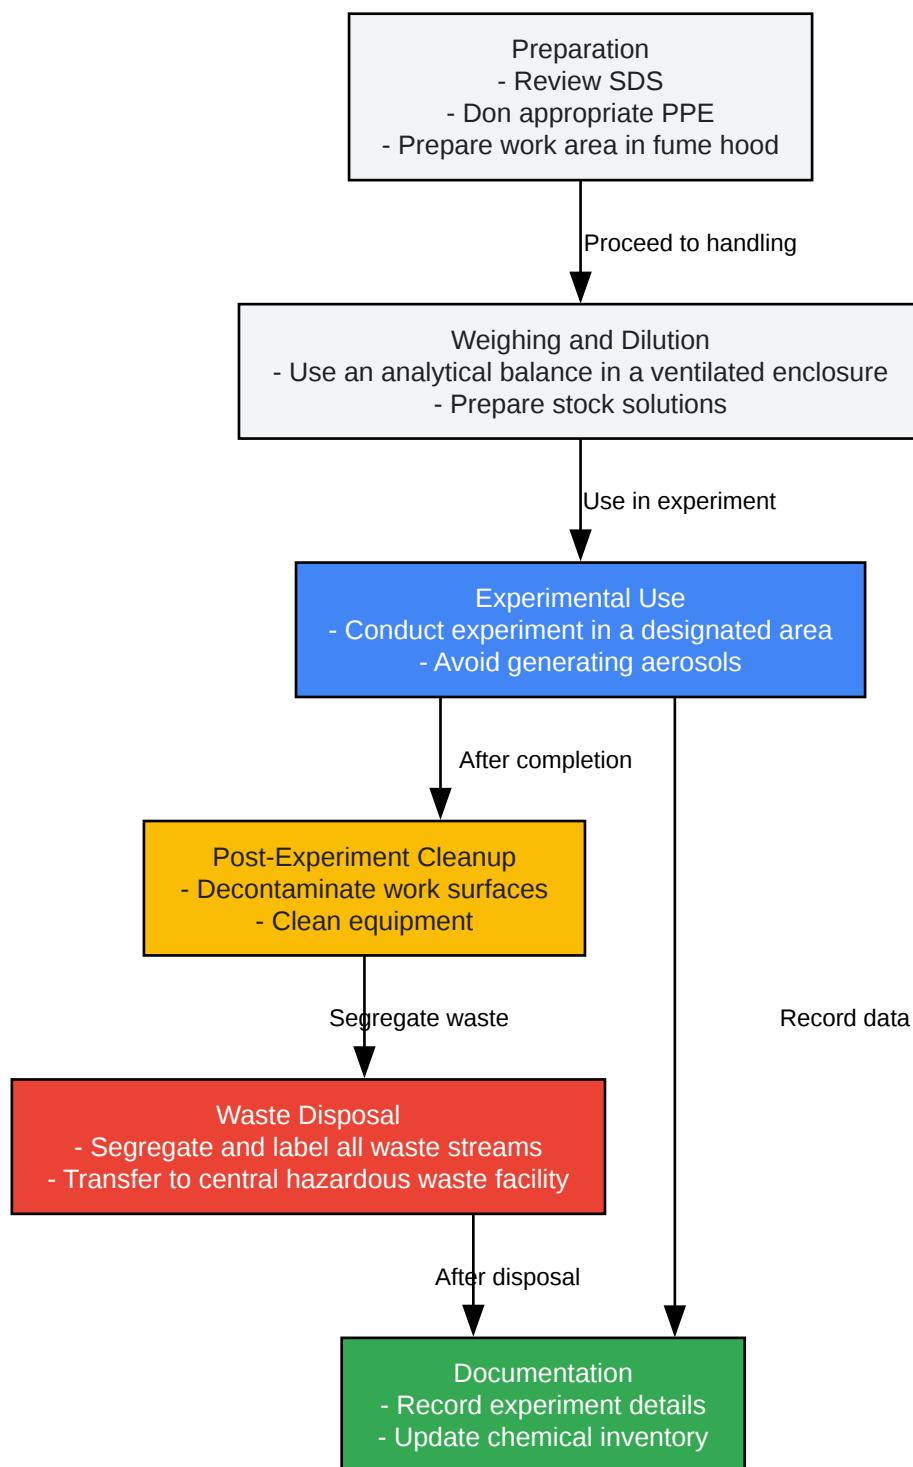 Preparation
- Review SDS
- Don appropriate PPE
- Prepare work area in fume hood
Proceed to handling
Weighing and Dilution
- Use an analytical balance in a ventilated enclosure
- Prepare stock solutions
Use in experiment
Experimental Use
- Conduct experiment in a designated area
- Avoid generating aerosols
After completion
Post-Experiment Cleanup
- Decontaminate work surfaces
- Clean equipment
Segregate waste
Record data
Waste Disposal
- Segregate and label all waste streams
- Transfer to central hazardous waste facility
After disposal
Documentation
- Record experiment details
- Update chemical inventory